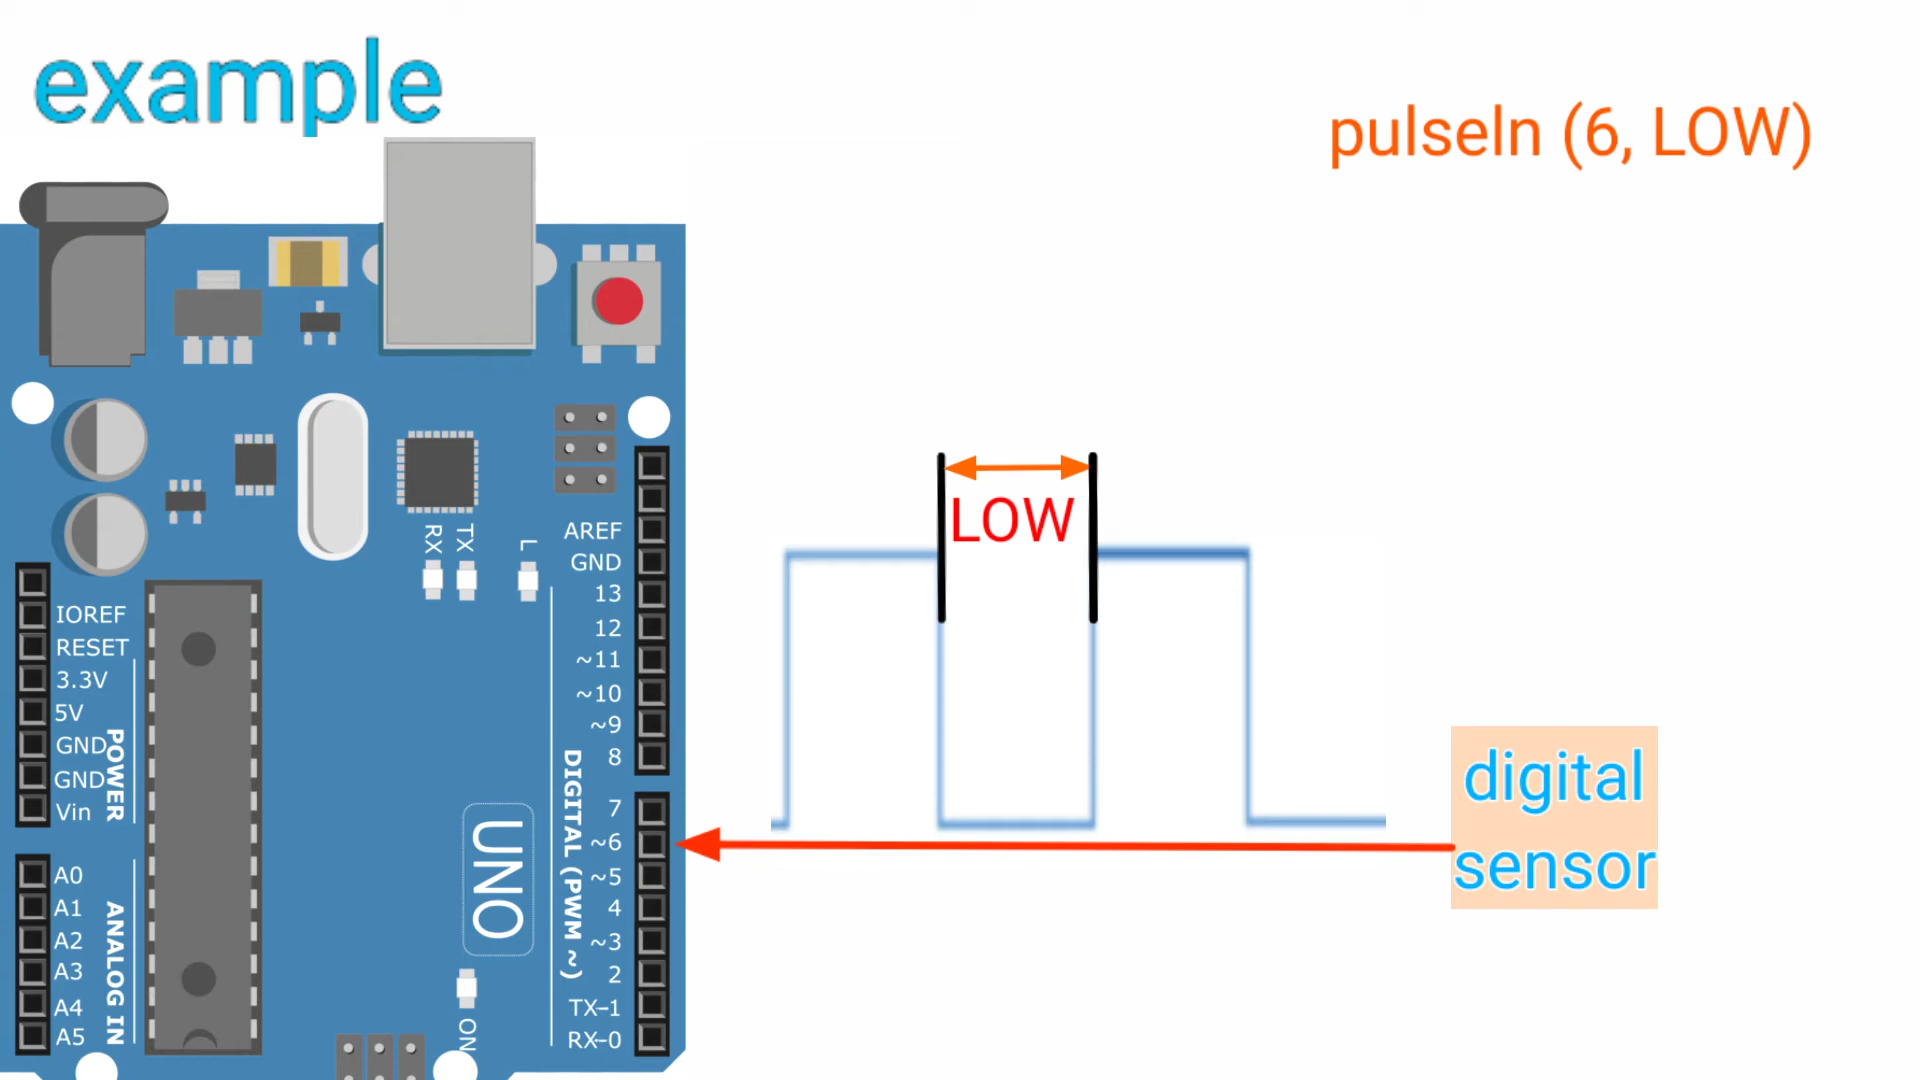 example
pulseIn (6, LOW)
LOW
digital
sensor
RX
TX
L
AREF
GND
13
12
~11
~10
~9
8
7
~6
~5
4
~3
2
TX-1
RX-0
DIGITAL (PWM ~)
UNO
ON
IOREF
RESET
3.3V
5V
GND
GND
Vin
POWER
A0
A1
A2
A3
A4
A5
ANALOG IN